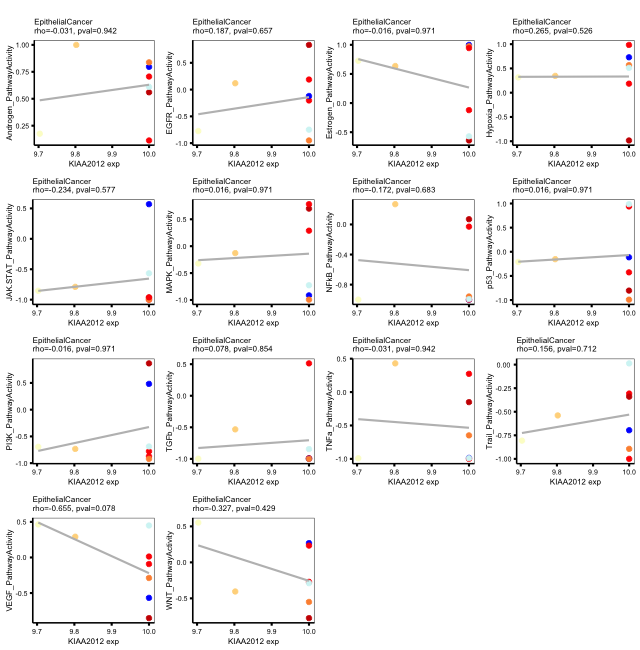 EpithelialCancer
rho=-0.031, pval=0.942
Androgen_PathwayActivity
1.00
0.75
0.50
0.25
9.7
9.8
9.9
10.0
KIAA2012 exp
EpithelialCancer
rho=0.187, pval=0.657
EGFR_PathwayActivity
1.0
0.5
0.0
-0.5
-1.0
9.7
9.8
9.9
10.0
KIAA2012 exp
EpithelialCancer
rho=-0.016, pval=0.971
Estrogen_PathwayActivity
1.0
0.5
0.0
-0.5
9.7
9.8
9.9
10.0
KIAA2012 exp
EpithelialCancer
rho=0.265, pval=0.526
Hypoxia_PathwayActivity
1.0
0.5
0.0
-0.5
-1.0
9.7
9.8
9.9
10.0
KIAA2012 exp
EpithelialCancer
rho=-0.234, pval=0.577
JAK-STAT_PathwayActivity
0.5
0.0
-0.5
-1.0
9.7
9.8
9.9
10.0
KIAA2012 exp
EpithelialCancer
rho=0.016, pval=0.971
MAPK_PathwayActivity
0.5
0.0
-0.5
-1.0
9.7
9.8
9.9
10.0
KIAA2012 exp
EpithelialCancer
rho=-0.172, pval=0.683
NFkB_PathwayActivity
0.0
-0.4
-0.8
9.7
9.8
9.9
10.0
KIAA2012 exp
EpithelialCancer
rho=0.016, pval=0.971
p53_PathwayActivity
1.0
0.5
0.0
-0.5
-1.0
9.7
9.8
9.9
10.0
KIAA2012 exp
EpithelialCancer
rho=-0.016, pval=0.971
PI3K_PathwayActivity
0.5
0.0
-0.5
-1.0
9.7
9.8
9.9
10.0
KIAA2012 exp
EpithelialCancer
rho=0.078, pval=0.854
TGFb_PathwayActivity
0.5
0.0
-0.5
-1.0
9.7
9.8
9.9
10.0
KIAA2012 exp
EpithelialCancer
rho=-0.031, pval=0.942
TNFa_PathwayActivity
0.5
0.0
-0.5
-1.0
9.7
9.8
9.9
10.0
KIAA2012 exp
EpithelialCancer
rho=0.156, pval=0.712
Trail_PathwayActivity
0.00
-0.25
-0.50
-0.75
-1.00
9.7
9.8
9.9
10.0
KIAA2012 exp
EpithelialCancer
rho=-0.655, pval=0.078
VEGF_PathwayActivity
0.5
0.0
-0.5
9.7
9.8
9.9
10.0
KIAA2012 exp
EpithelialCancer
rho=-0.327, pval=0.429
WNT_PathwayActivity
0.5
0.0
-0.5
9.7
9.8
9.9
10.0
KIAA2012 exp